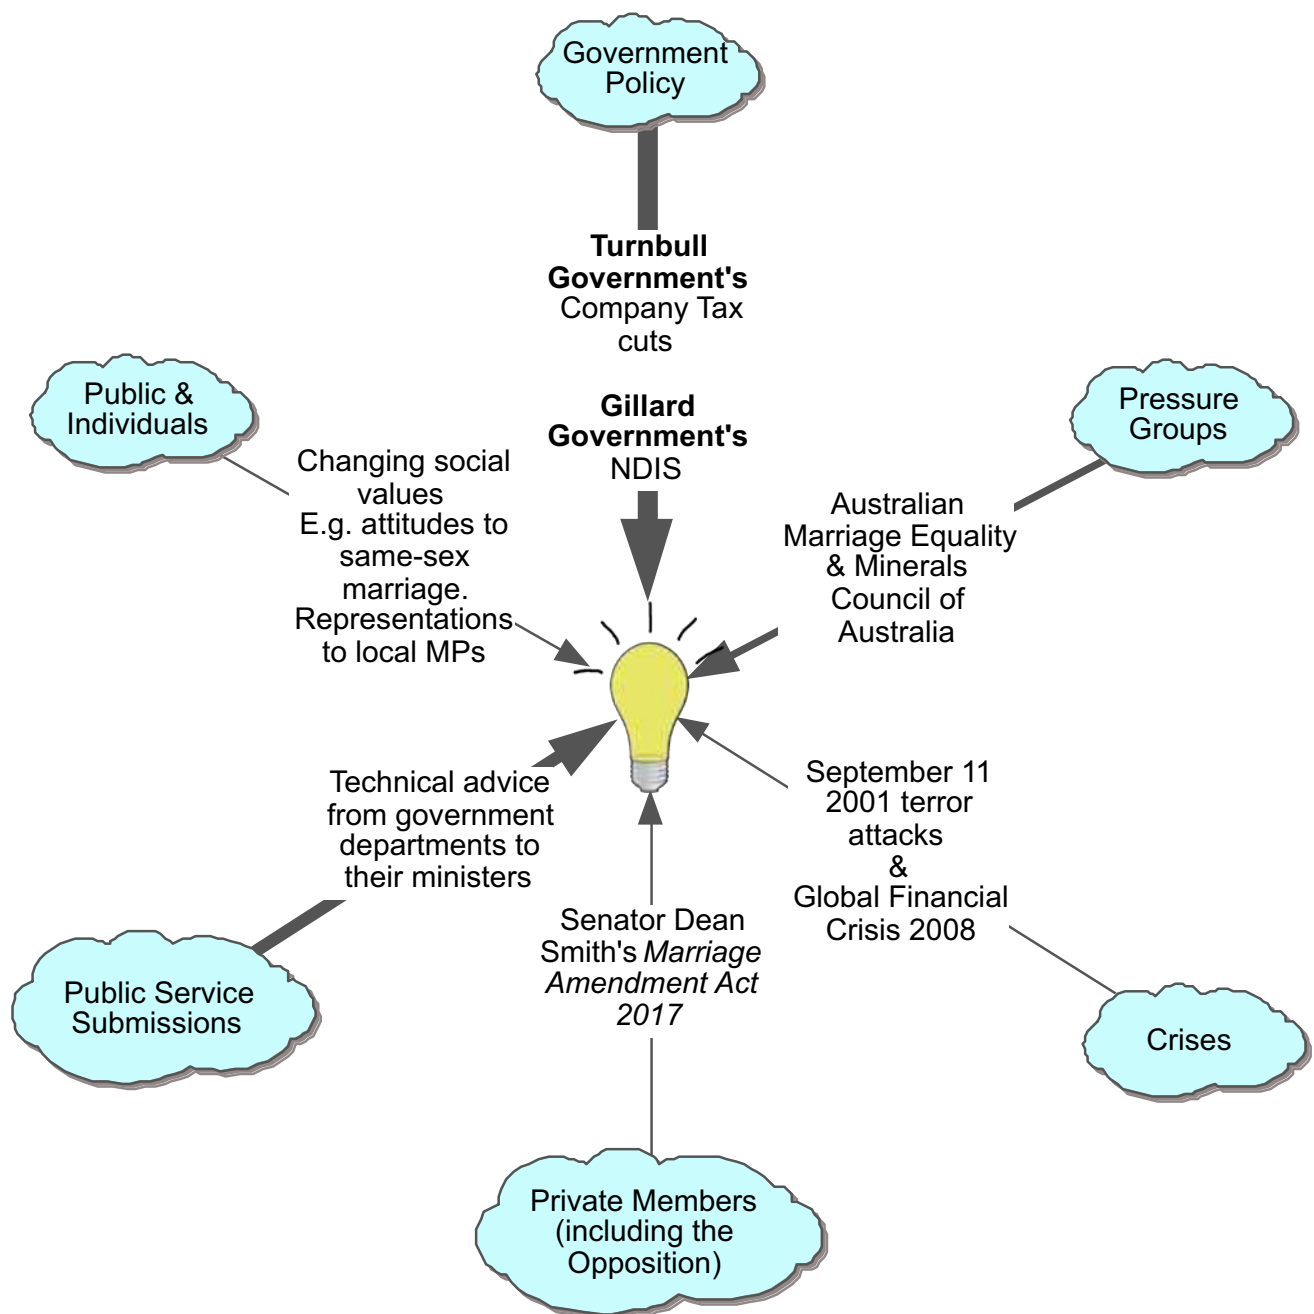 Government
Policy
Turnbull
Government's
Company Tax
cuts
Gillard
Government's
NDIS
Public &
Individuals
Changing social
values
E.g. attitudes to
same-sex
marriage.
Representations
to local MPs
Pressure
Groups
Australian
Marriage Equality
& Minerals
Council of
Australia
Technical advice
from government
departments to
their ministers
Public Service
Submissions
September 11
2001 terror
attacks
&
Global Financial
Crisis 2008
Crises
Senator Dean
Smith's Marriage
Amendment Act
2017
Private Members
(including the
Opposition)